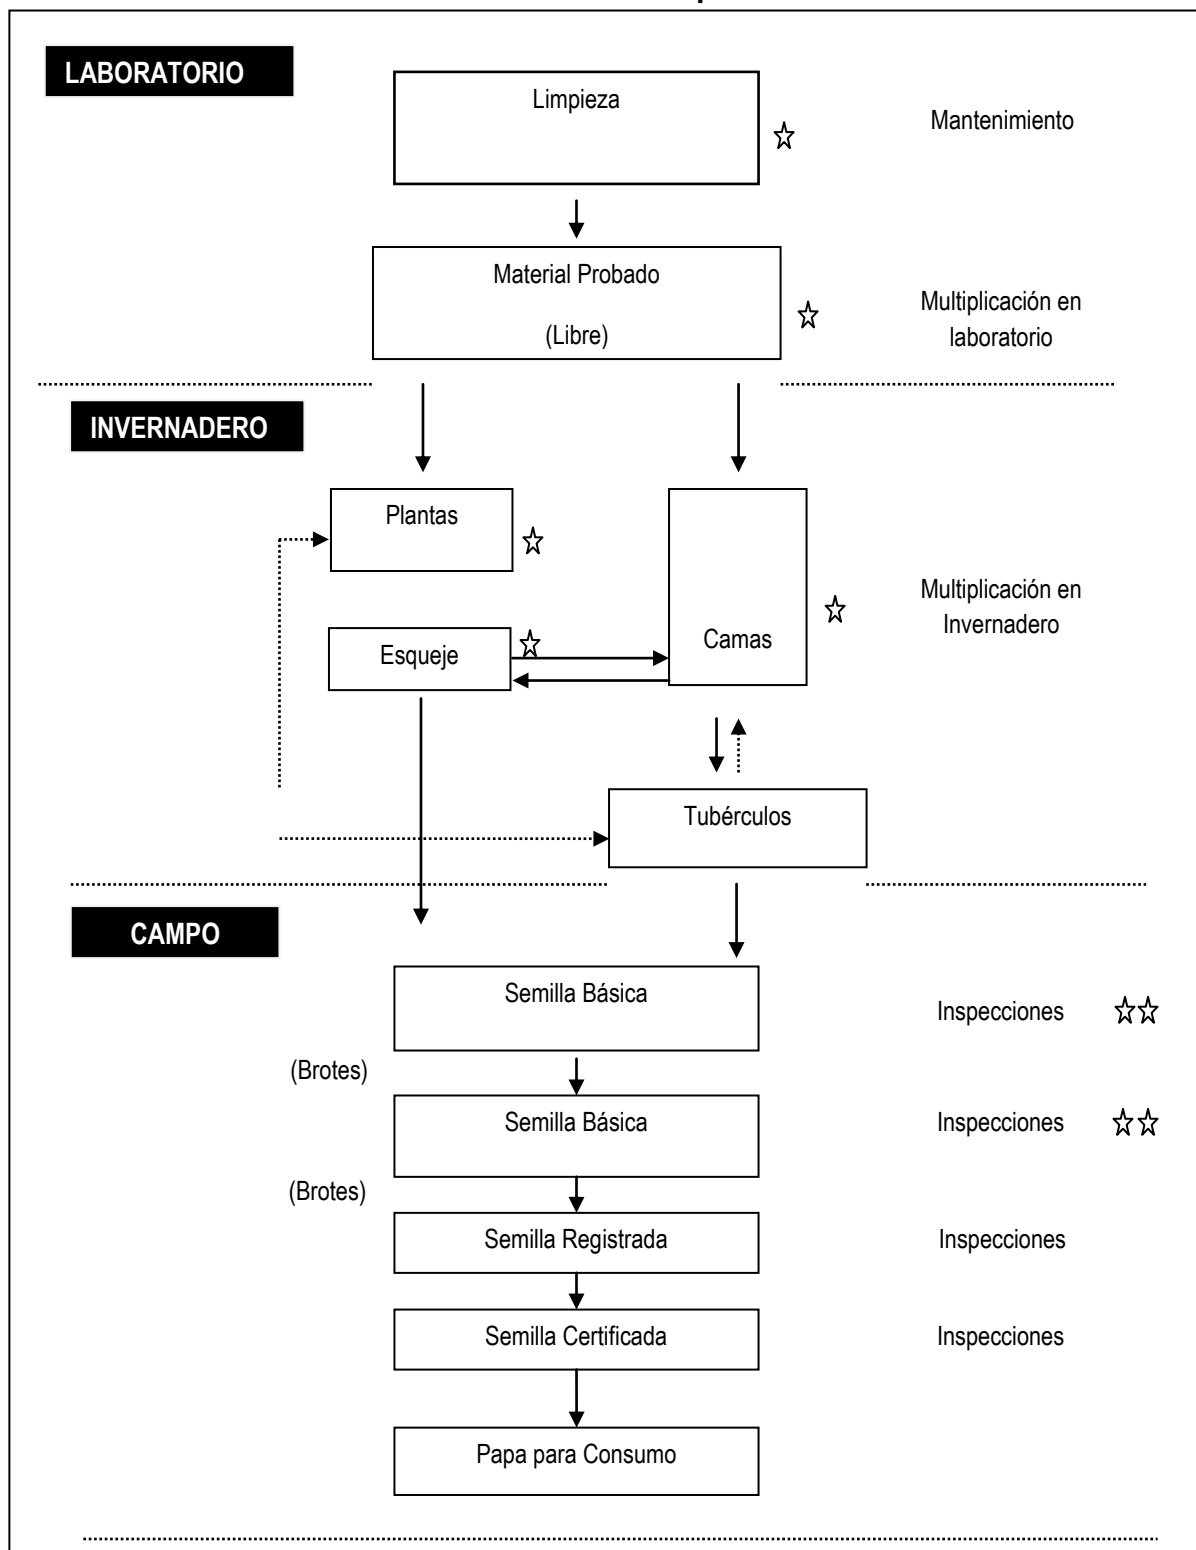 LABORATORIO
Limpieza
Mantenimiento
Material Probado
(Libre)
Multiplicación en
laboratorio
INVERNADERO
Plantas
Esqueje
Camas
Multiplicación en
Invernadero
Tubérculos
CAMPO
Semilla Básica
Inspecciones
(Brotes)
Semilla Básica
Inspecciones
(Brotes)
Semilla Registrada
Inspecciones
Semilla Certificada
Inspecciones
Papa para Consumo